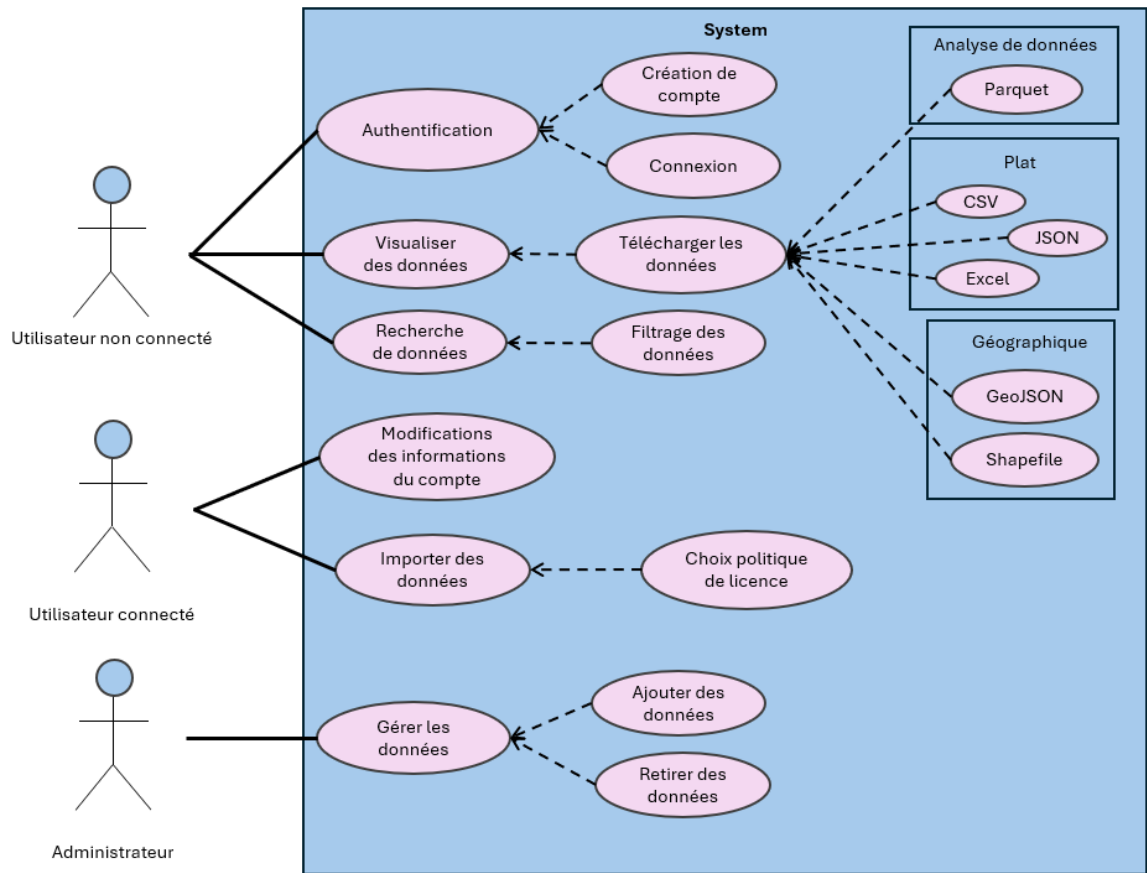 System
Analyse de données
Parquet
Création de
compte
Authentification
Connexion
Plat
CSV
JSON
Excel
Visualiser
des données
Télécharger les
données
Utilisateur non connecté
Recherche
de données
Filtrage des
données
Géographique
GeoJSON
Shapefile
Modifications
des informations
du compte
Importer des
données
Choix politique
de licence
Utilisateur connecté
Ajouter des
données
Gérer les
données
Retirer des
données
Administrateur